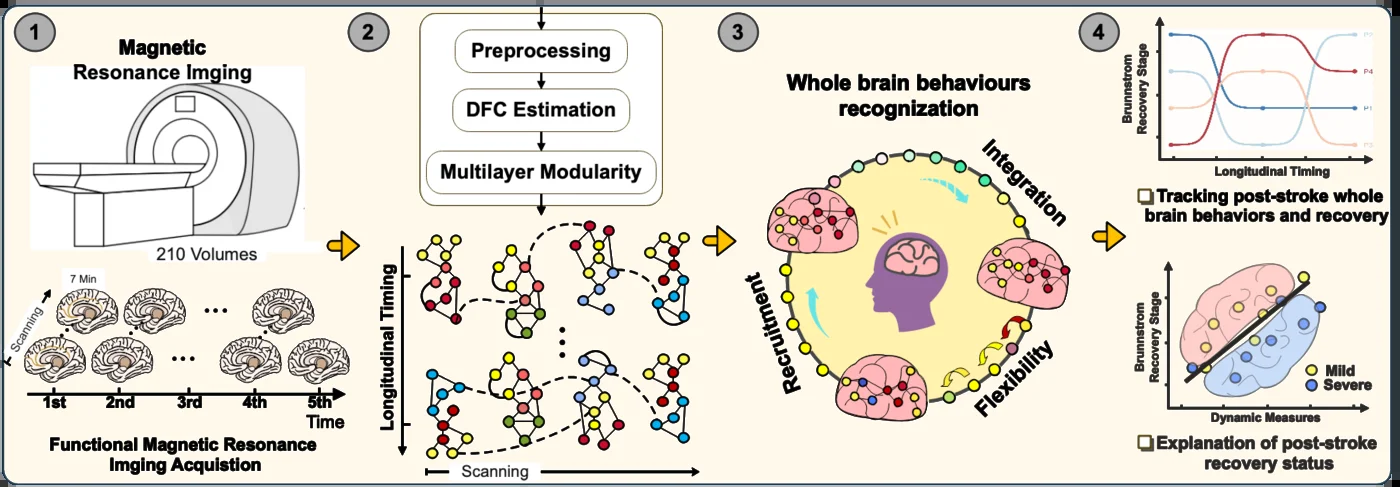 1
Magnetic
Resonance Imging
210 Volumes
7 Min
Scanning
1st 2nd 3rd 4th 5th
Time
Functional Magnetic Resonance
Imging Acquistion
2
Preprocessing
DFC Estimation
Multilayer Modularity
Longitudinal Timing
Scanning
3
Whole brain behaviours
recognization
Integration
Recruitment
Flexibility
4
Brunnstrom
Recovery Stage
P4
P1
Longitudinal Timing
Tracking post-stroke whole
brain behaviors and recovery
Brunnstrom
Recovery Stage
Mild
Severe
Dynamic Measures
Explanation of post-stroke
recovery status